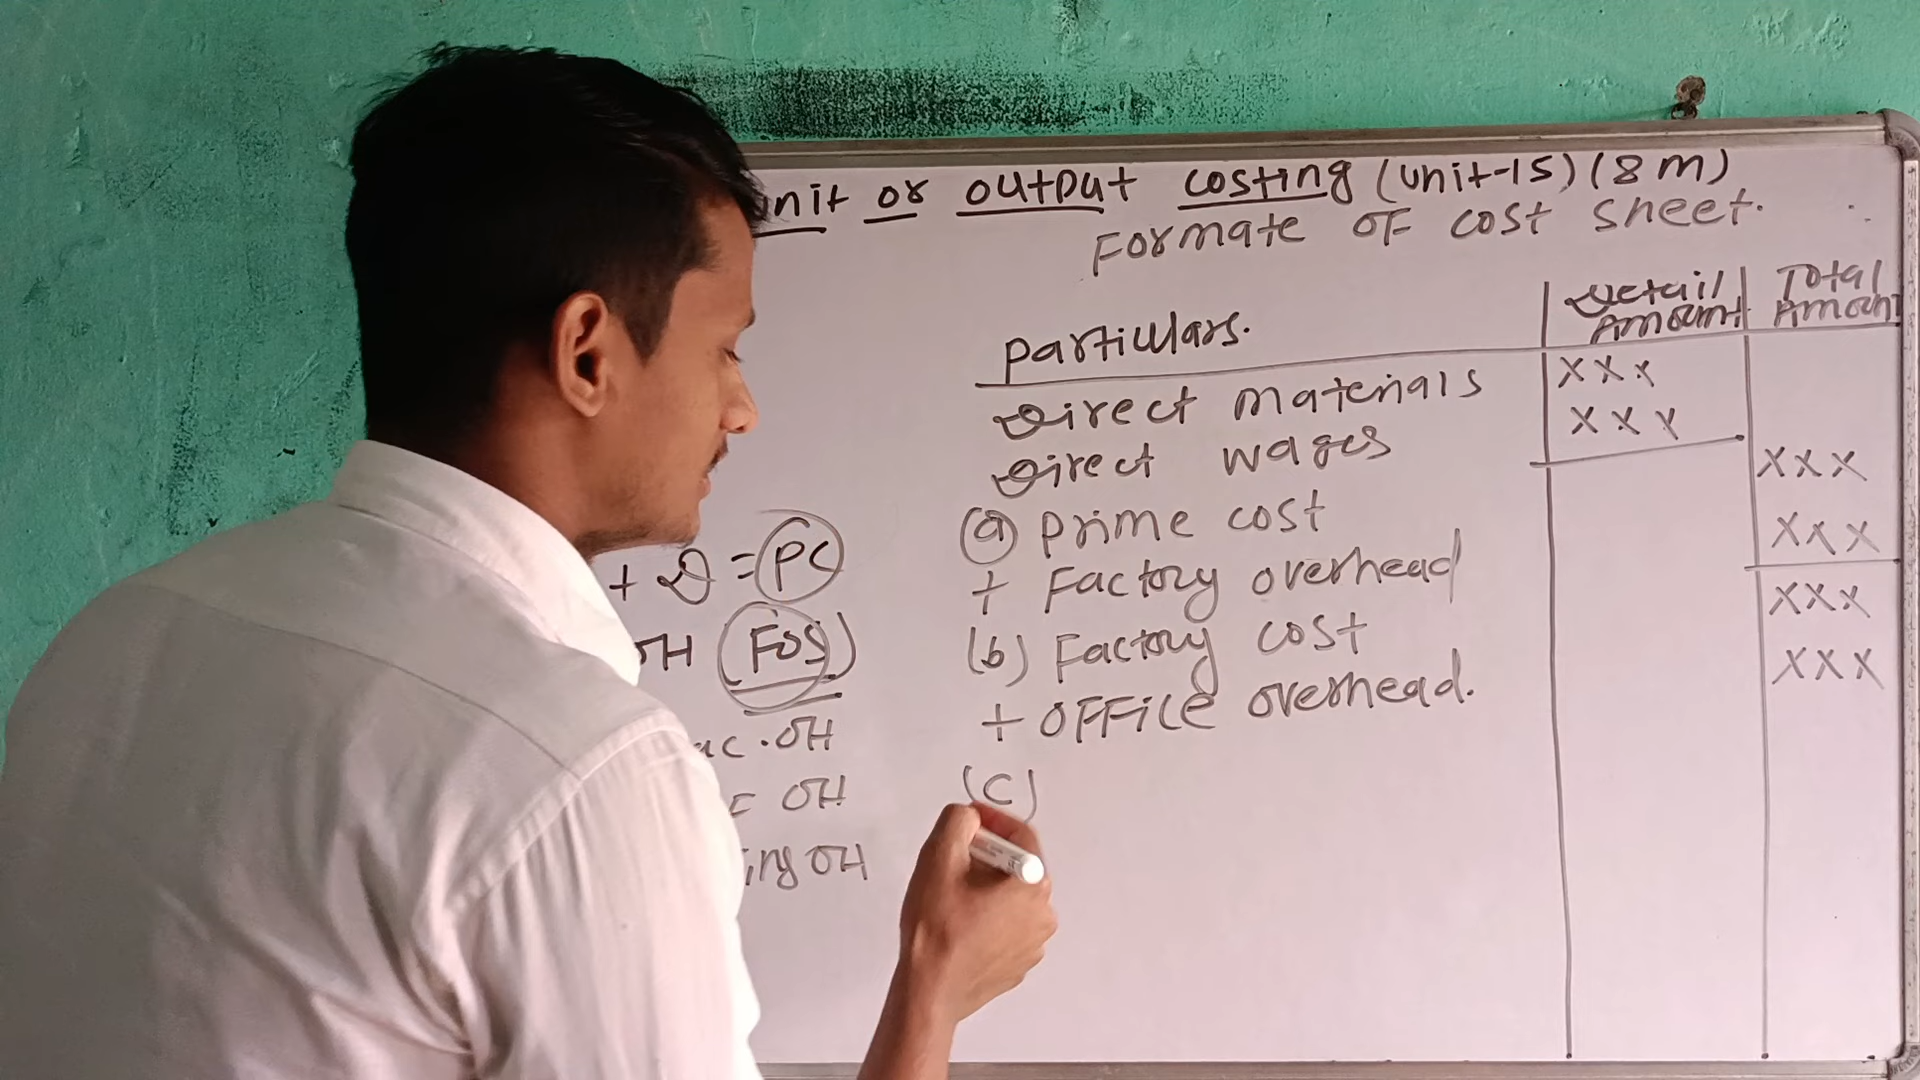 unit or output costing (unit-15) (8 m)
Formate of cost sheet.
Particulars.
Detail Amount
Total Amount
Direct materials XXX
Direct wages XXX
XXX
(a) Prime cost
XXX
+ Factory overhead
XXX
(b) Factory cost
XXX
+ Office overhead.
(c)
+ D = PC
OH (FOS)
OH
OH
OH